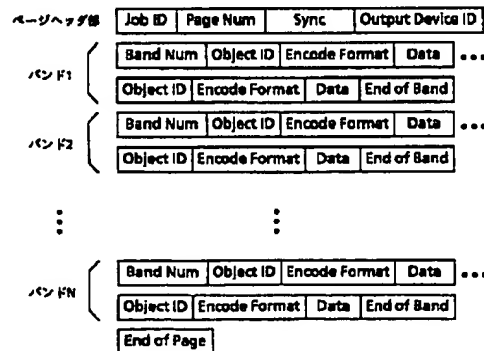 ページヘッダ部 Job ID Page Num Sync Output Device ID
バンド1
Band Num Object ID Encode Format Data
Object ID Encode Format Data End of Band
バンド2
Band Num Object ID Encode Format Data
Object ID Encode Format Data End of Band
バンドN
Band Num Object ID Encode Format Data
Object ID Encode Format Data End of Band
End of Page